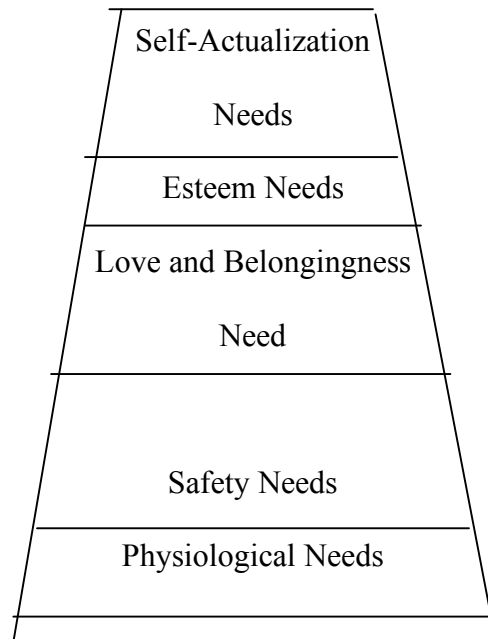 Self-Actualization
Needs
Esteem Needs
Love and Belongingness
Need
Safety Needs
Physiological Needs